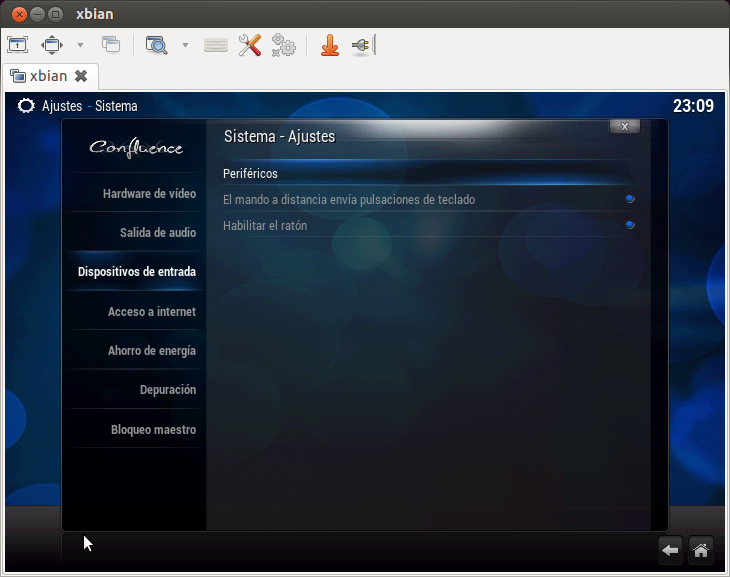 xbian
xbian
Ajustes - Sistema
23:09
Confluence
Sistema - Ajustes
x
Hardware de vídeo
Salida de audio
Dispositivos de entrada
Acceso a internet
Ahorro de energía
Depuración
Bloqueo maestro
Periféricos
El mando a distancia envía pulsaciones de teclado
Habilitar el ratón